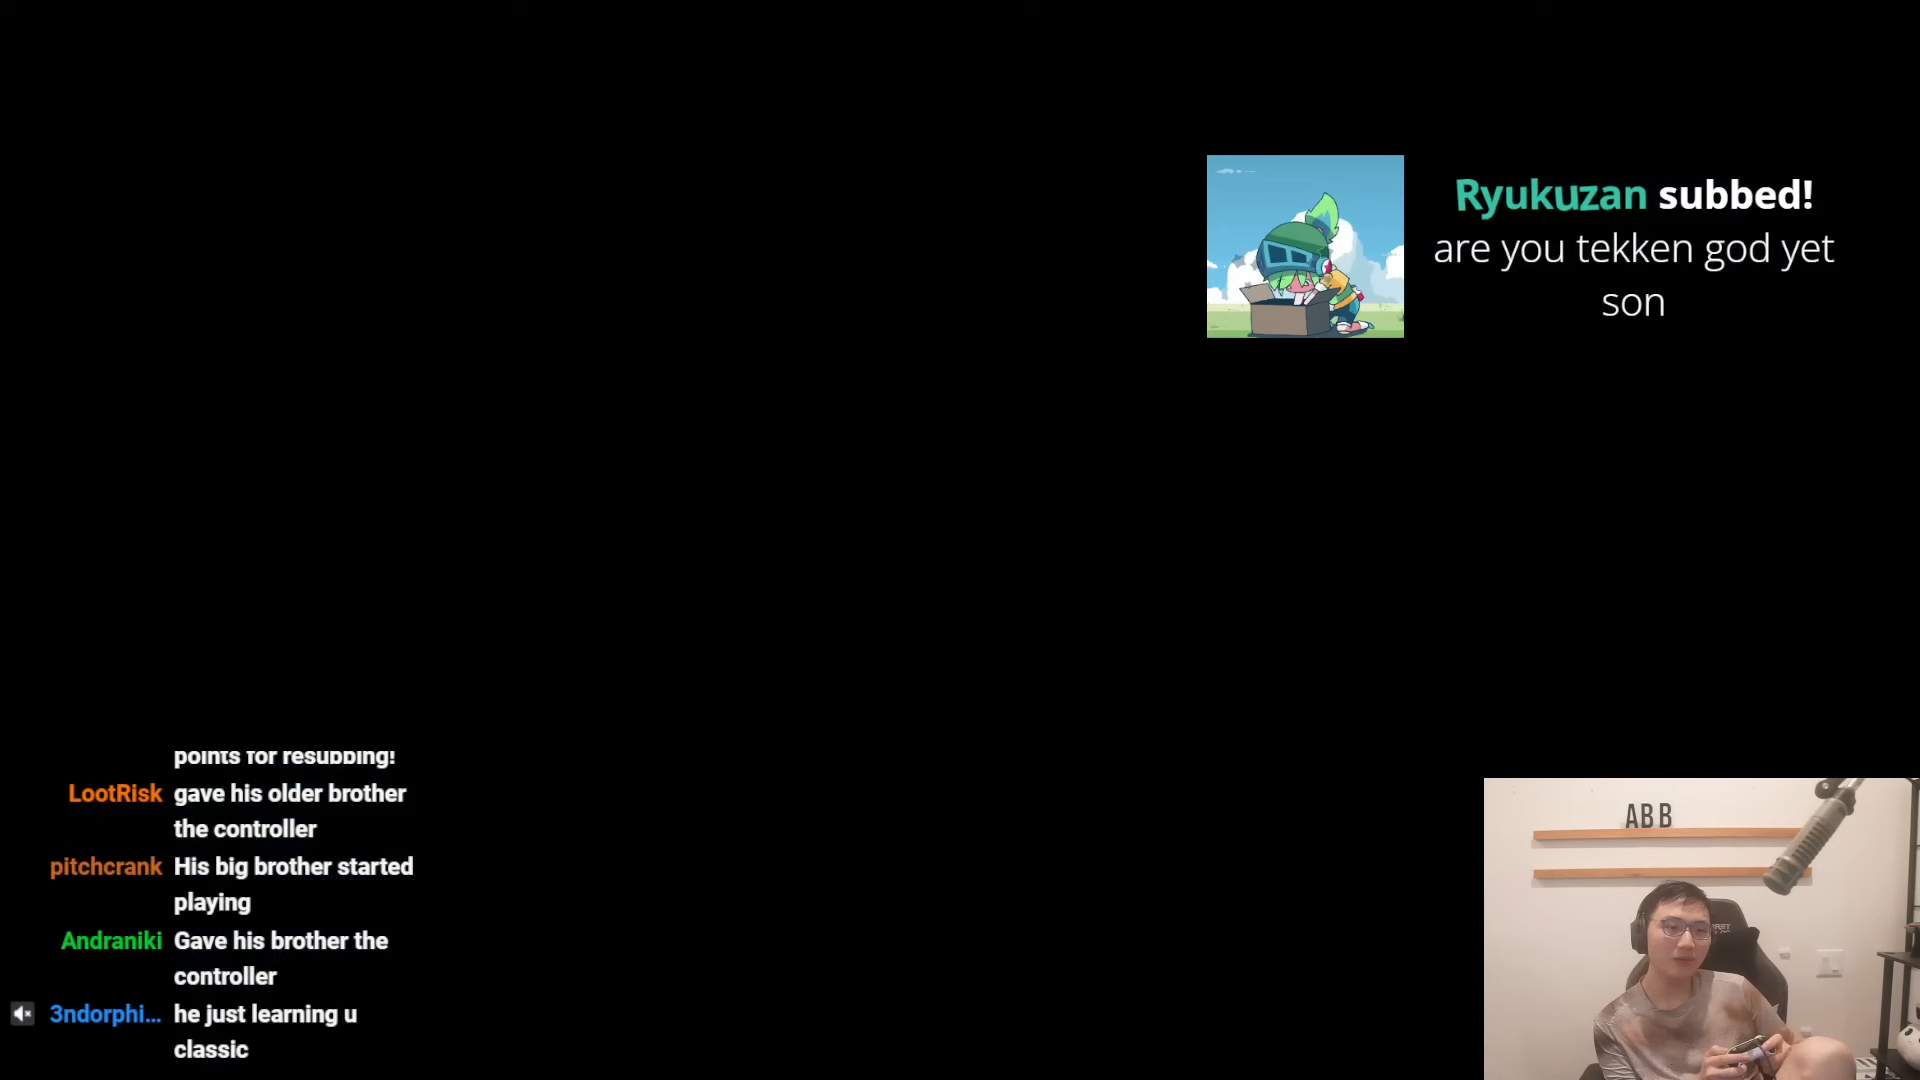 Ryukuzan subbed!
are you tekken god yet
son
points for resubbing!
LootRisk gave his older brother
the controller
pitchcrank His big brother started
playing
Andraniki Gave his brother the
controller
3ndorphi... he just learning u
classic
ABB